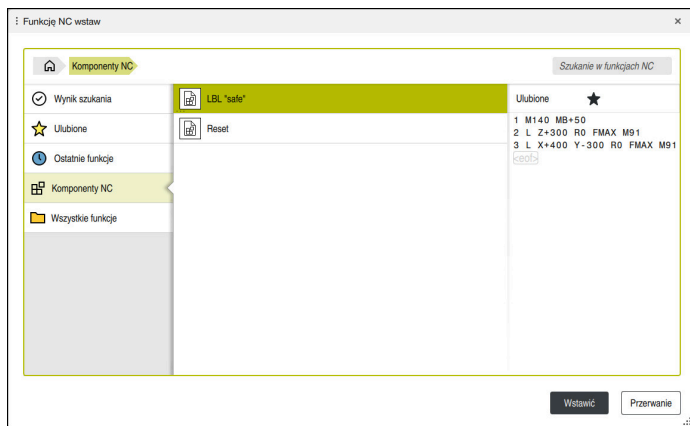 Funkcję NC wstaw
Komponenty NC
Szukanie w funkcjach NC
Wynik szukania
Ulubione
Ostatnie funkcje
Komponenty NC
Wszystkie funkcje
LBL "safe"
Reset
Ulubione
1 M140 MB+50
2 L Z+300 R0 FMAX M91
3 L X+400 Y-300 R0 FMAX M91
<eof>
Wstawić
Przerwanie